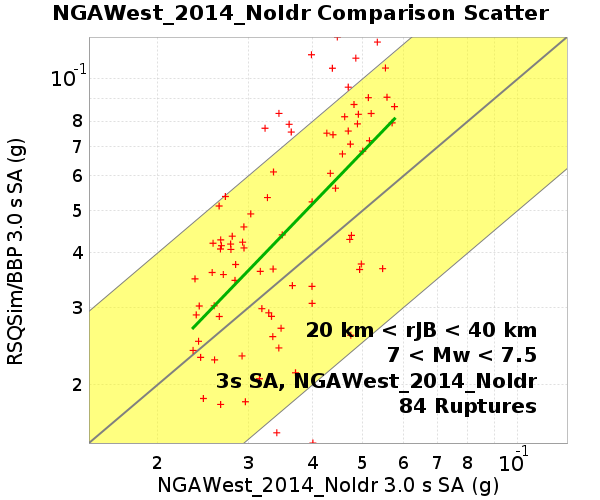 NGAWest_2014_NoIdr Comparison Scatter
10-1
8
7
6
5
4
3
2
RSQSim/BBP 3.0 s SA (g)
20 km < rJB < 40 km
7 < Mw < 7.5
3s SA, NGAWest_2014_NoIdr
84 Ruptures
2 3 4 5 6 7 8 10-1
NGAWest_2014_NoIdr 3.0 s SA (g)